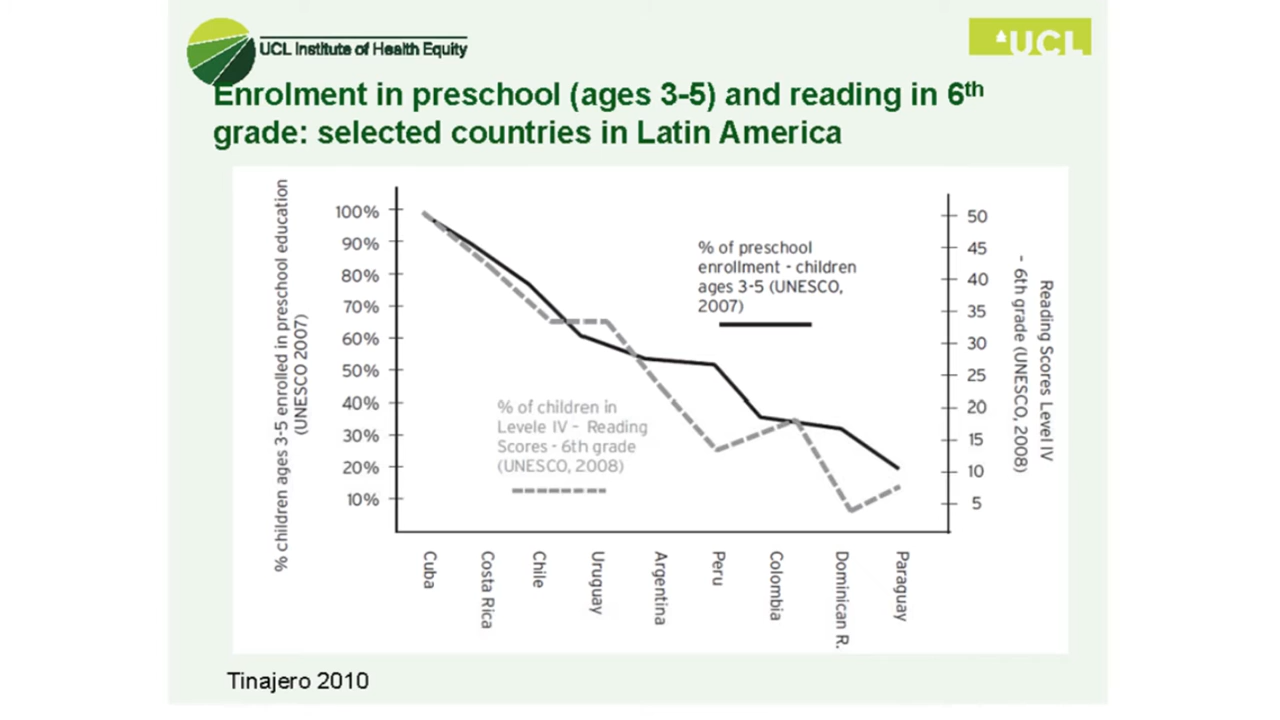 UCL Institute of Health Equity
UCL
Enrolment in preschool (ages 3-5) and reading in 6th
grade: selected countries in Latin America
% children ages 3-5 enrolled in preschool education
(UNESCO 2007)
100%
90%
80%
70%
60%
50%
40%
30%
20%
10%
% of preschool
enrollment - children
ages 3-5 (UNESCO,
2007)
% of children in
Levele IV - Reading
Scores - 6th grade
(UNESCO, 2008)
50
45
40
35
30
25
20
15
10
5
Reading Scores Level IV
- 6th grade (UNESCO, 2008)
Cuba
Costa Rica
Chile
Uruguay
Argentina
Peru
Colombia
Dominican R.
Paraguay
Tinajero 2010